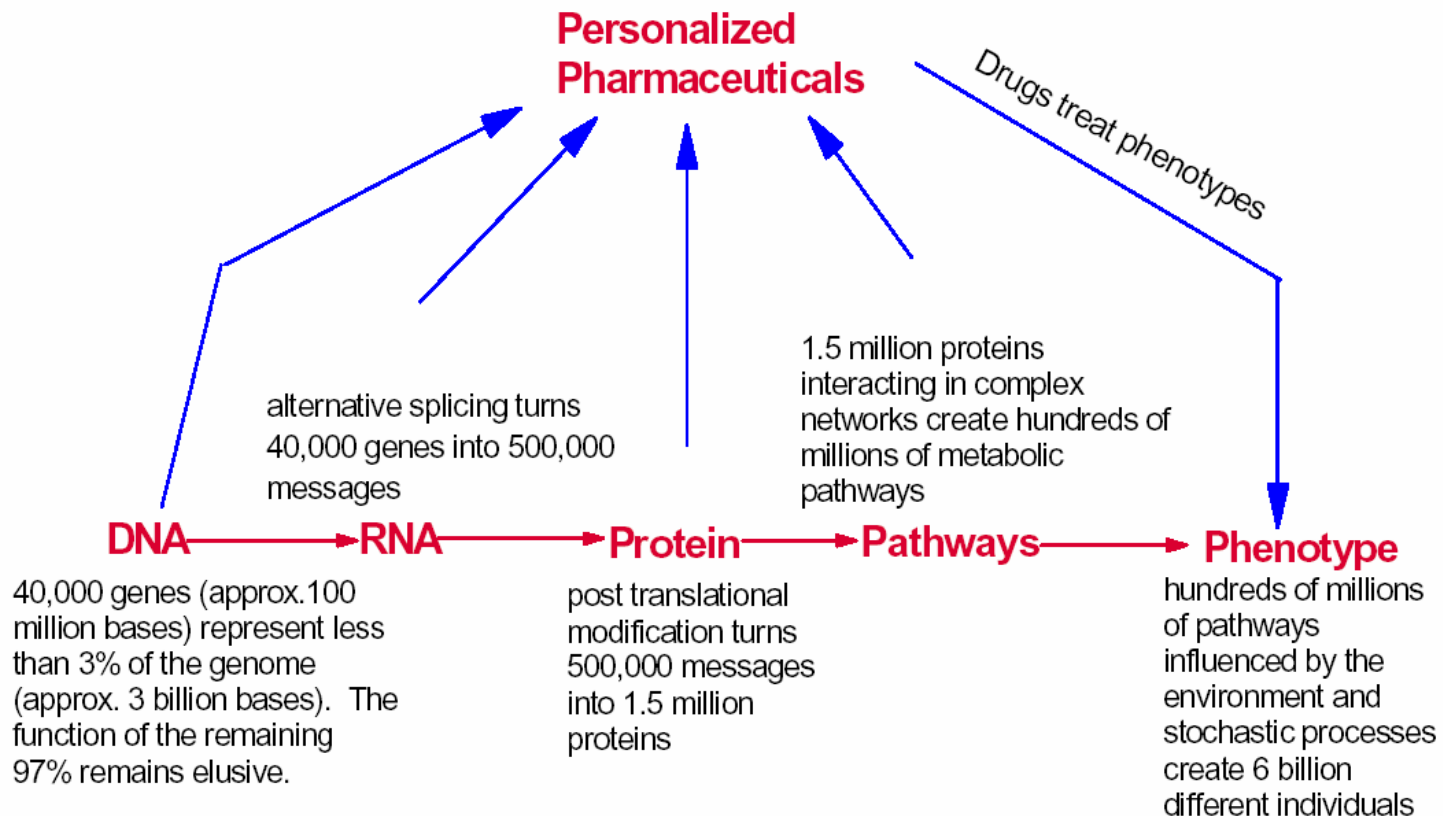 Personalized
Pharmaceuticals
Drugs treat phenotypes
alternative splicing turns
40,000 genes into 500,000
messages
1.5 million proteins
interacting in complex
networks create hundreds of
millions of metabolic
pathways
DNA
RNA
Protein
Pathways
Phenotype
40,000 genes (approx.100
million bases) represent less
than 3% of the genome
(approx. 3 billion bases).  The
function of the remaining
97% remains elusive.
post translational
modification turns
500,000 messages
into 1.5 million
proteins
hundreds of millions
of pathways
influenced by the
environment and
stochastic processes
create 6 billion
different individuals